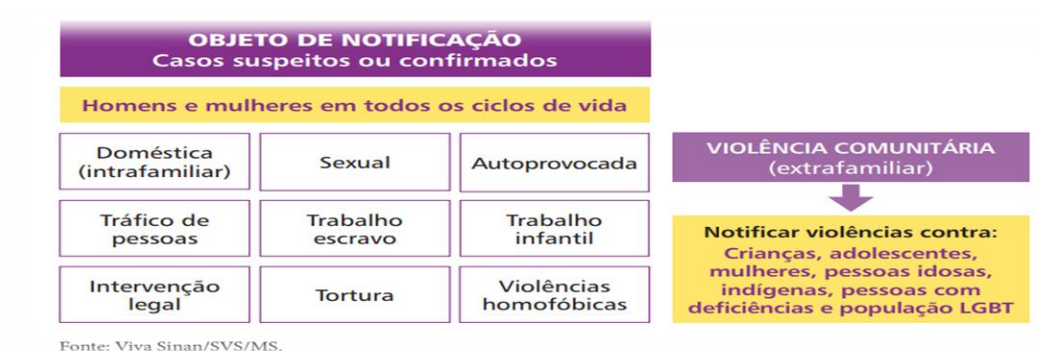 OBJETO DE NOTIFICAÇÃO
Casos suspeitos ou confirmados
Homens e mulheres em todos os ciclos de vida
Doméstica
(intrafamiliar)
Sexual
Autoprovocada
Tráfico de
pessoas
Trabalho
escravo
Trabalho
infantil
Intervenção
legal
Tortura
Violências
homofóbicas
VIOLÊNCIA COMUNITÁRIA
(extrafamiliar)
Notificar violências contra:
Crianças, adolescentes,
mulheres, pessoas idosas,
indígenas, pessoas com
deficiências e população LGBT
Fonte: Viva Sinan/SVS/MS.